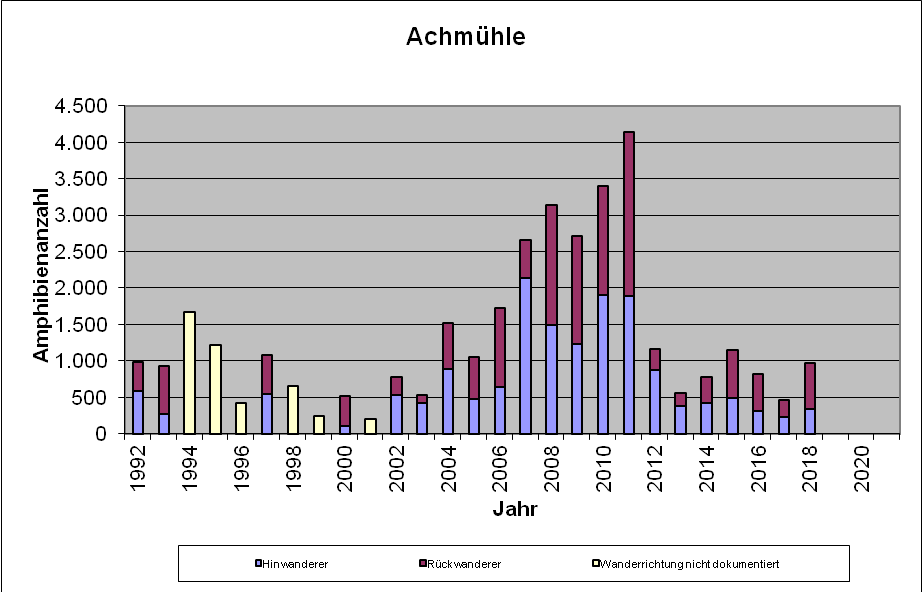 Achmühle
Amphibienanzahl
4.500
4.000
3.500
3.000
2.500
2.000
1.500
1.000
500
0
1992 1994 1996 1998 2000 2002 2004 2006 2008 2010 2012 2014 2016 2018 2020
Jahr
Hinwanderer Rückwanderer Wanderrichtung nicht dokumentiert